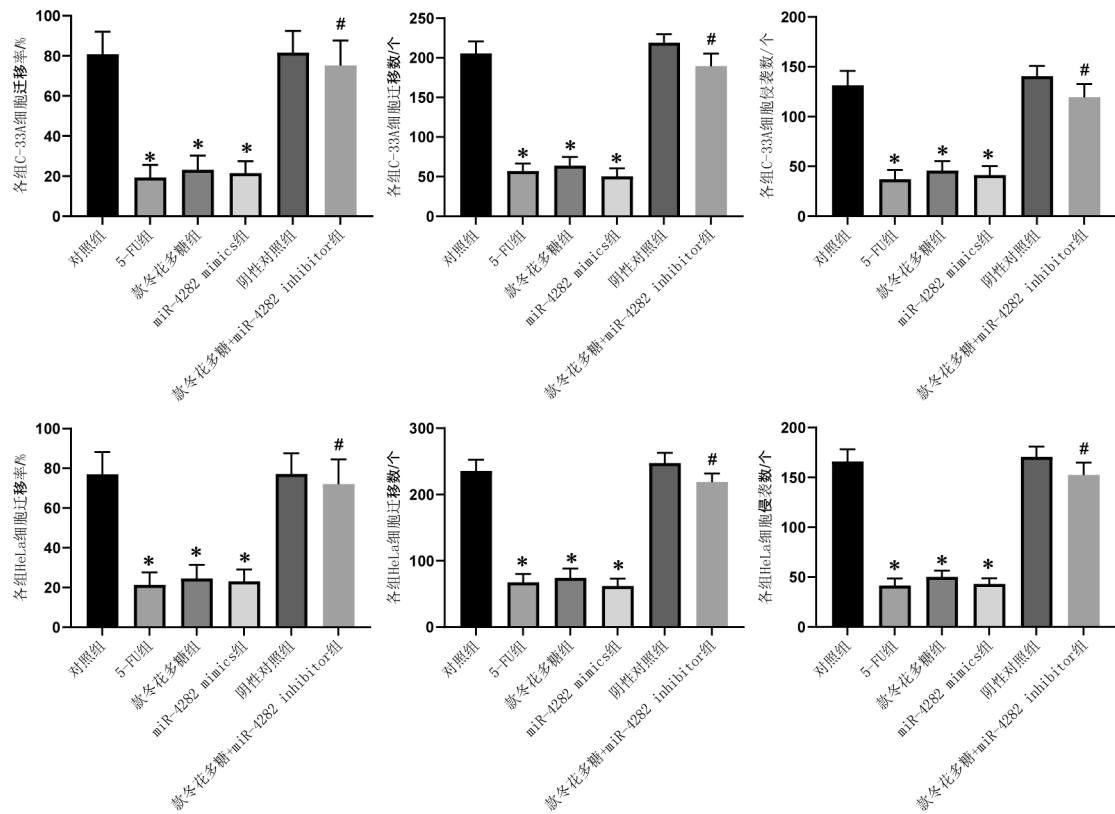 各组C-33A细胞迁移率/%
100
80
60
40
20
0
*
*
*
#
对照组
5-FU组
款冬花多糖组
miR-4282 mimics组
阴性对照组
款冬花多糖+miR-4282 inhibitor组
各组C-33A细胞迁移数/个
250
200
150
100
50
0
*
*
*
#
对照组
5-FU组
款冬花多糖组
miR-4282 mimics组
阴性对照组
款冬花多糖+miR-4282 inhibitor组
各组C-33A细胞侵袭数/个
200
150
100
50
0
*
*
*
#
对照组
5-FU组
款冬花多糖组
miR-4282 mimics组
阴性对照组
款冬花多糖+miR-4282 inhibitor组
各组HeLa细胞迁移率/%
100
80
60
40
20
0
*
*
*
#
对照组
5-FU组
款冬花多糖组
miR-4282 mimics组
阴性对照组
款冬花多糖+miR-4282 inhibitor组
各组HeLa细胞迁移数/个
300
200
100
0
*
*
*
#
对照组
5-FU组
款冬花多糖组
miR-4282 mimics组
阴性对照组
款冬花多糖+miR-4282 inhibitor组
各组HeLa细胞侵袭数/个
200
150
100
50
0
*
*
*
#
对照组
5-FU组
款冬花多糖组
miR-4282 mimics组
阴性对照组
款冬花多糖+miR-4282 inhibitor组